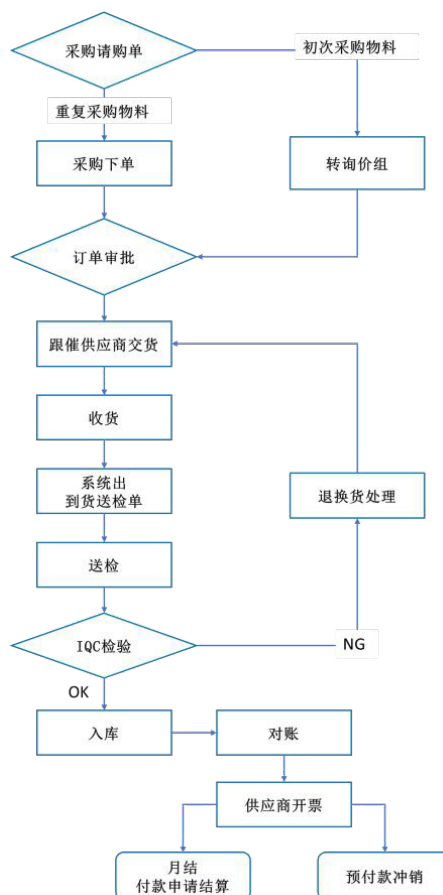 采购请购单
初次采购物料
重复采购物料
采购下单
转询价组
订单审批
跟催供应商交货
收货
系统出
到货送检单
退换货处理
送检
IQC检验
NG
OK
入库
对账
供应商开票
月结
付款申请结算
预付款冲销